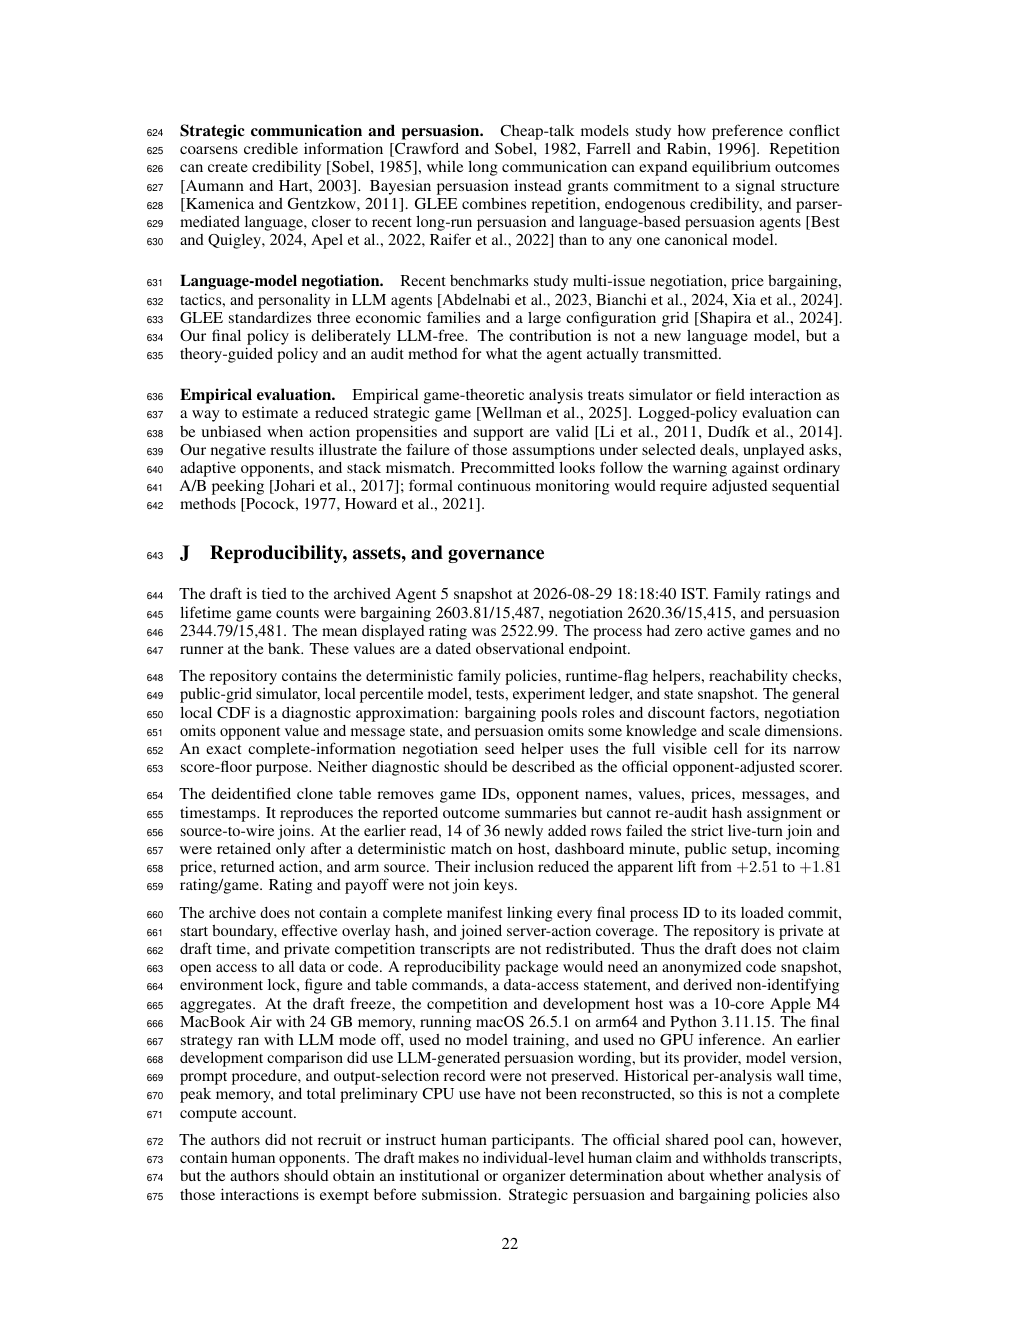 624 Strategic communication and persuasion. Cheap-talk models study how preference conflict
625 coarsens credible information [Crawford and Sobel, 1982, Farrell and Rabin, 1996]. Repetition
626 can create credibility [Sobel, 1985], while long communication can expand equilibrium outcomes
627 [Aumann and Hart, 2003]. Bayesian persuasion instead grants commitment to a signal structure
628 [Kamenica and Gentzkow, 2011]. GLEE combines repetition, endogenous credibility, and parser-
629 mediated language, closer to recent long-run persuasion and language-based persuasion agents [Best
630 and Quigley, 2024, Apel et al., 2022, Raifer et al., 2022] than to any one canonical model.
631 Language-model negotiation. Recent benchmarks study multi-issue negotiation, price bargaining,
632 tactics, and personality in LLM agents [Abdelnabi et al., 2023, Bianchi et al., 2024, Xia et al., 2024].
633 GLEE standardizes three economic families and a large configuration grid [Shapira et al., 2024].
634 Our final policy is deliberately LLM-free. The contribution is not a new language model, but a
635 theory-guided policy and an audit method for what the agent actually transmitted.
636 Empirical evaluation. Empirical game-theoretic analysis treats simulator or field interaction as
637 a way to estimate a reduced strategic game [Wellman et al., 2025]. Logged-policy evaluation can
638 be unbiased when action propensities and support are valid [Li et al., 2011, Dudík et al., 2014].
639 Our negative results illustrate the failure of those assumptions under selected deals, unplayed asks,
640 adaptive opponents, and stack mismatch. Precommitted looks follow the warning against ordinary
641 A/B peeking [Johari et al., 2017]; formal continuous monitoring would require adjusted sequential
642 methods [Pocock, 1977, Howard et al., 2021].
643 J Reproducibility, assets, and governance
644 The draft is tied to the archived Agent 5 snapshot at 2026-08-29 18:18:40 IST. Family ratings and
645 lifetime game counts were bargaining 2603.81/15,487, negotiation 2620.36/15,415, and persuasion
646 2344.79/15,481. The mean displayed rating was 2522.99. The process had zero active games and no
647 runner at the bank. These values are a dated observational endpoint.
648 The repository contains the deterministic family policies, runtime-flag helpers, reachability checks,
649 public-grid simulator, local percentile model, tests, experiment ledger, and state snapshot. The general
650 local CDF is a diagnostic approximation: bargaining pools roles and discount factors, negotiation
651 omits opponent value and message state, and persuasion omits some knowledge and scale dimensions.
652 An exact complete-information negotiation seed helper uses the full visible cell for its narrow
653 score-floor purpose. Neither diagnostic should be described as the official opponent-adjusted scorer.
654 The deidentified clone table removes game IDs, opponent names, values, prices, messages, and
655 timestamps. It reproduces the reported outcome summaries but cannot re-audit hash assignment or
656 source-to-wire joins. At the earlier read, 14 of 36 newly added rows failed the strict live-turn join and
657 were retained only after a deterministic match on host, dashboard minute, public setup, incoming
658 price, returned action, and arm source. Their inclusion reduced the apparent lift from +2.51 to +1.81
659 rating/game. Rating and payoff were not join keys.
660 The archive does not contain a complete manifest linking every final process ID to its loaded commit,
661 start boundary, effective overlay hash, and joined server-action coverage. The repository is private at
662 draft time, and private competition transcripts are not redistributed. Thus the draft does not claim
663 open access to all data or code. A reproducibility package would need an anonymized code snapshot,
664 environment lock, figure and table commands, a data-access statement, and derived non-identifying
665 aggregates. At the draft freeze, the competition and development host was a 10-core Apple M4
666 MacBook Air with 24 GB memory, running macOS 26.5.1 on arm64 and Python 3.11.15. The final
667 strategy ran with LLM mode off, used no model training, and used no GPU inference. An earlier
668 development comparison did use LLM-generated persuasion wording, but its provider, model version,
669 prompt procedure, and output-selection record were not preserved. Historical per-analysis wall time,
670 peak memory, and total preliminary CPU use have not been reconstructed, so this is not a complete
671 compute account.
672 The authors did not recruit or instruct human participants. The official shared pool can, however,
673 contain human opponents. The draft makes no individual-level human claim and withholds transcripts,
674 but the authors should obtain an institutional or organizer determination about whether analysis of
675 those interactions is exempt before submission. Strategic persuasion and bargaining policies also
22